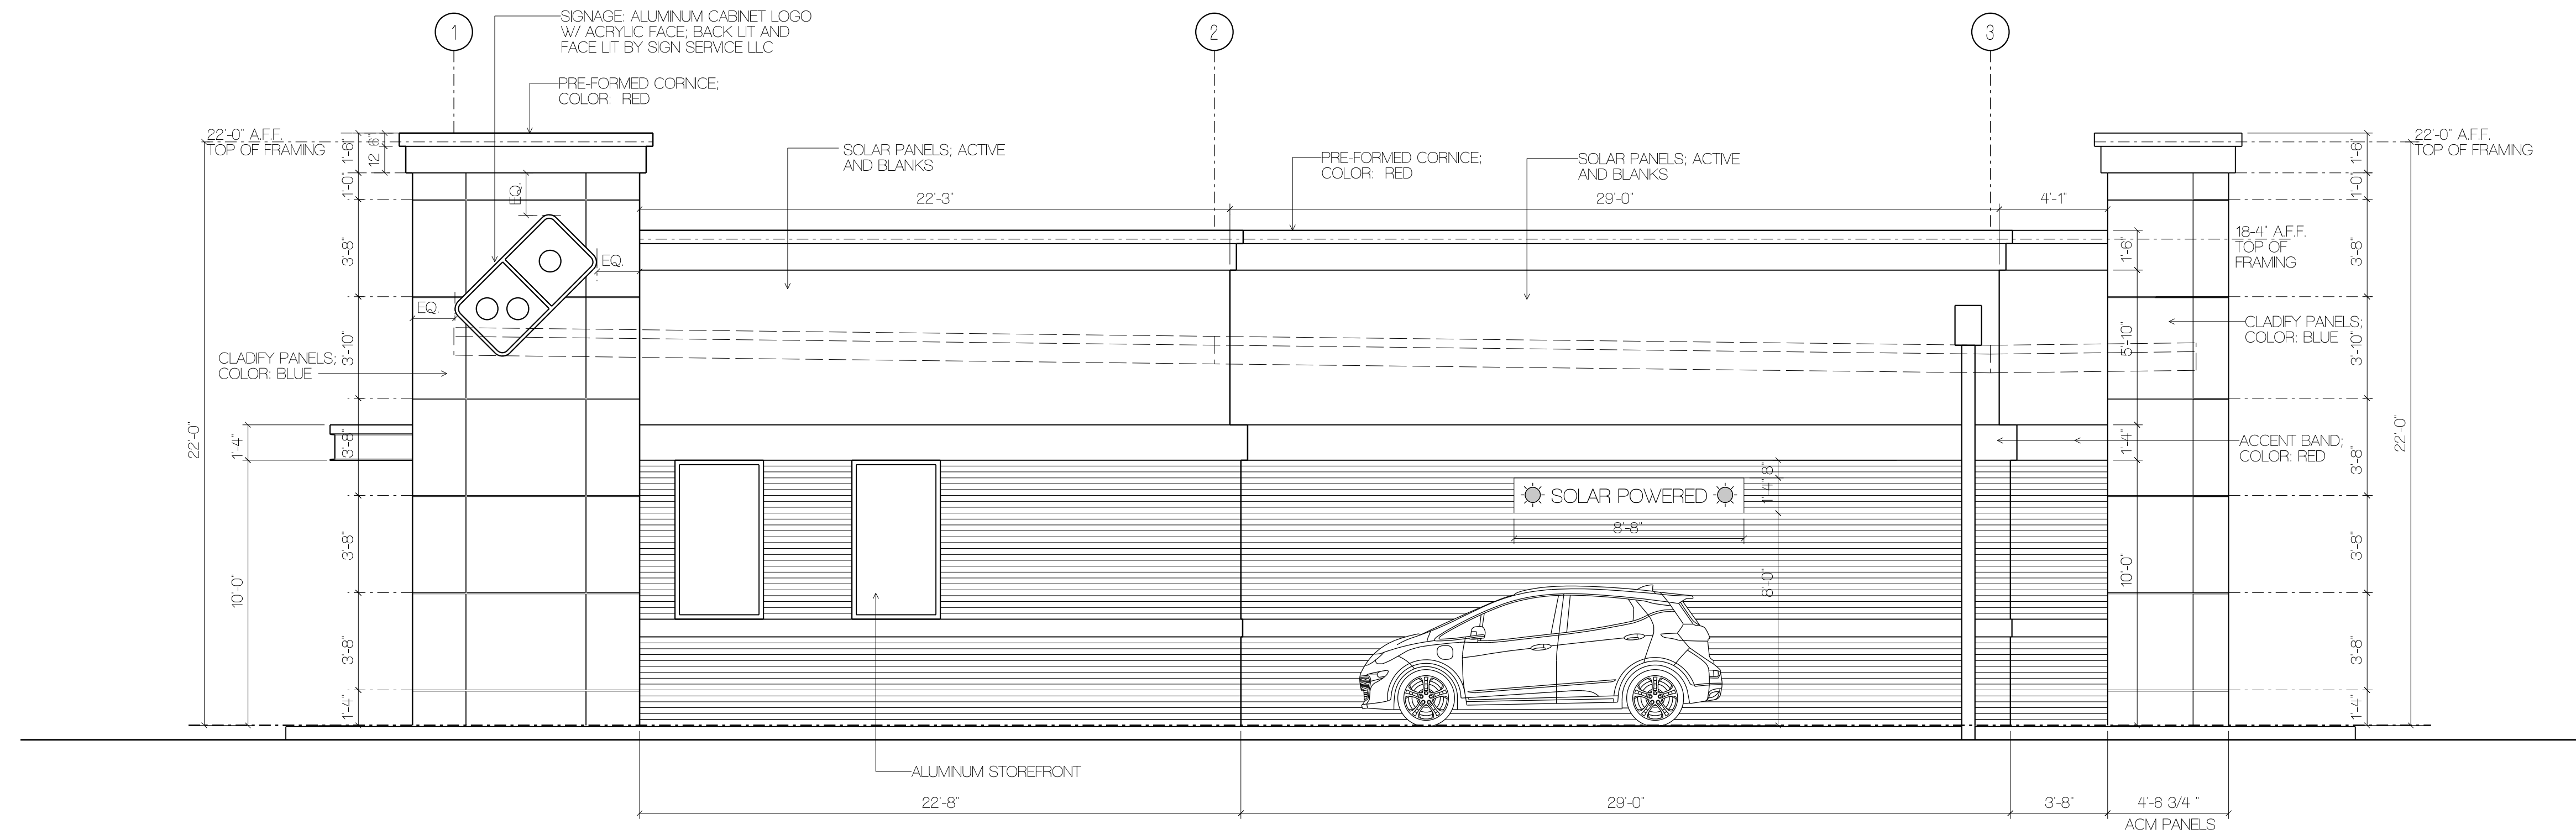 1
2
3
SIGNAGE: ALUMINUM CABINET LOGO
W/ ACRYLIC FACE; BACK LIT AND
FACE LIT BY SIGN SERVICE LLC
PRE-FORMED CORNICE;
COLOR: RED
22'-0" A.F.F.
TOP OF FRAMING
1'-6"
12
6"
1'-0"
3'-8"
3'-10"
3'-8"
3'-8"
3'-8"
1'-4"
22'-0"
1'-4"
10'-0"
EQ.
EQ.
EQ.
CLADIFY PANELS;
COLOR: BLUE
SOLAR PANELS; ACTIVE
AND BLANKS
22'-3"
PRE-FORMED CORNICE;
COLOR: RED
SOLAR PANELS; ACTIVE
AND BLANKS
29'-0"
4'-1"
22'-0" A.F.F.
TOP OF FRAMING
18-4" A.F.F.
TOP OF
FRAMING
1'-6"
5'-10"
1'-4"
10'-0"
1'-6"
1'-0"
3'-8"
3'-10"
3'-8"
3'-8"
3'-8"
1'-4"
22'-0"
CLADIFY PANELS;
COLOR: BLUE
ACCENT BAND;
COLOR: RED
SOLAR POWERED
8"
1'-4"
8'-8"
8'-0"
ALUMINUM STOREFRONT
22'-8"
29'-0"
3'-8"
4'-6 3/4 "
ACM PANELS